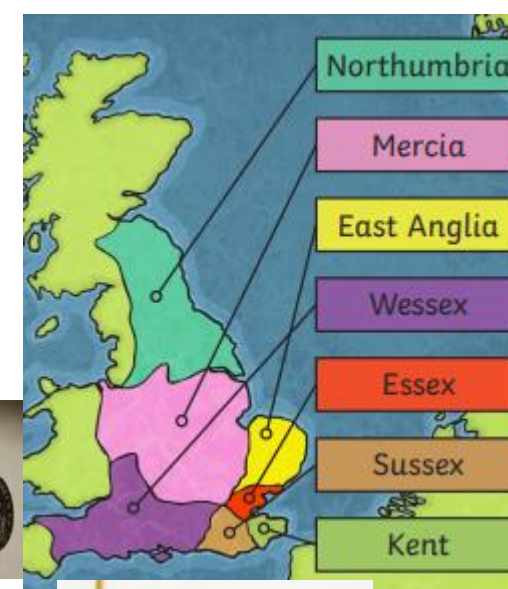 Northumbria
Mercia
East Anglia
Wessex
Essex
Sussex
Kent